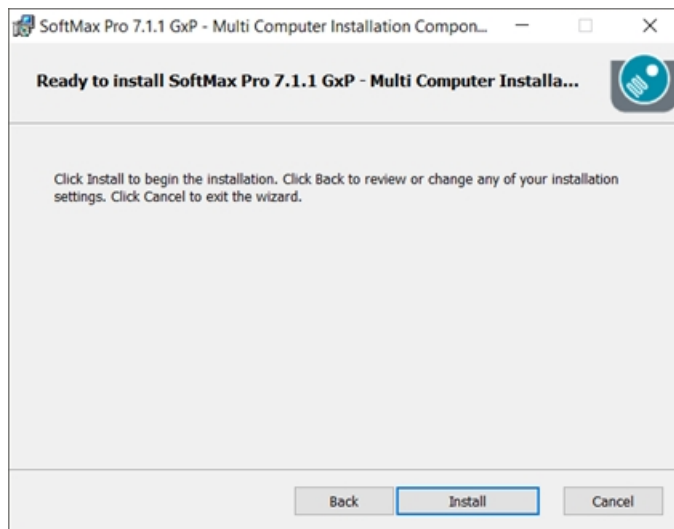 SoftMax Pro 7.1.1 GxP - Multi Computer Installation Compon...
Ready to install SoftMax Pro 7.1.1 GxP - Multi Computer Installa...
Click Install to begin the installation. Click Back to review or change any of your installation
settings. Click Cancel to exit the wizard.
Back Install Cancel